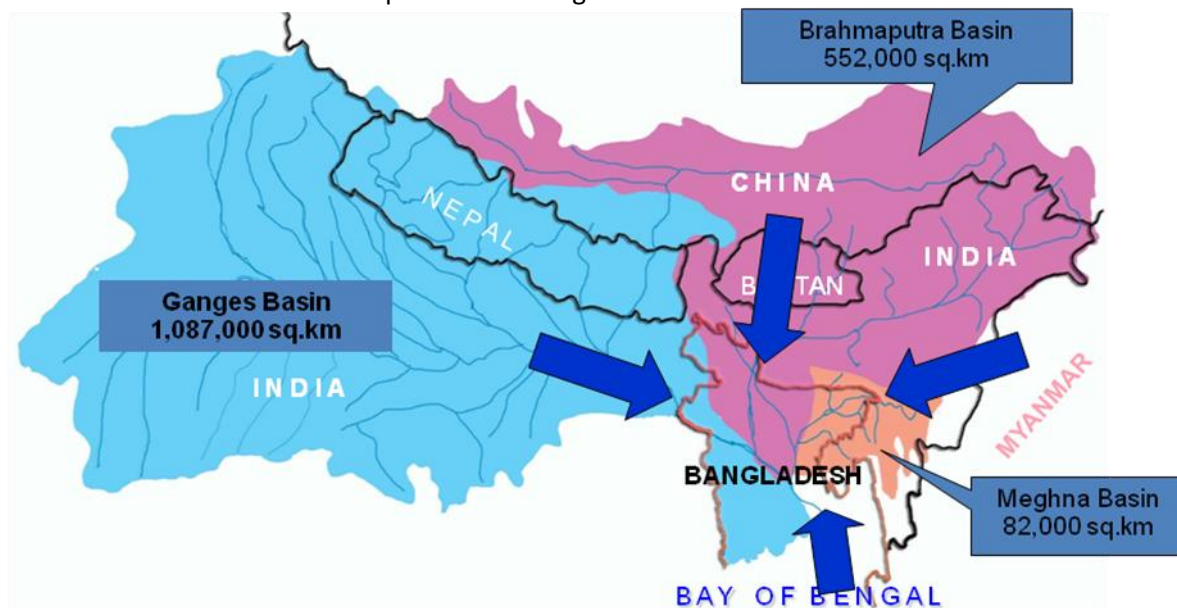 Brahmaputra Basin
552,000 sq.km
CHINA
NEPAL
INDIA
Ganges Basin
1,087,000 sq.km
INDIA
MYANMAR
BANGLADESH
Meghna Basin
82,000 sq.km
BAY OF BENGAL